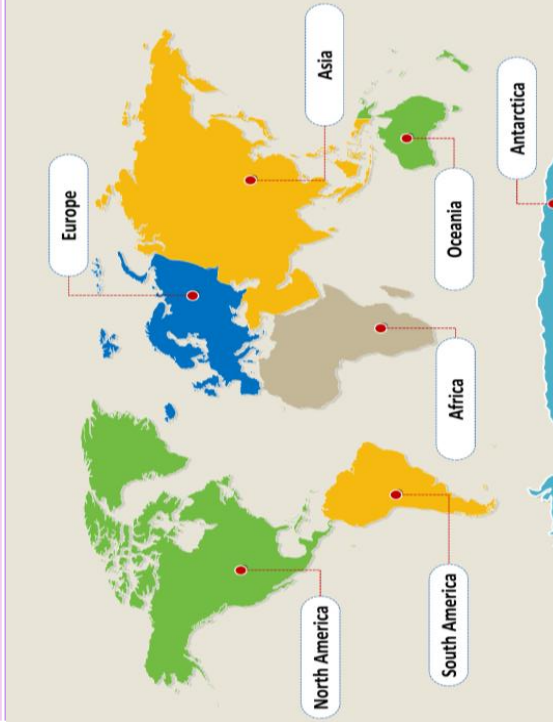 North America
South America
Europe
Africa
Asia
Oceania
Antarctica